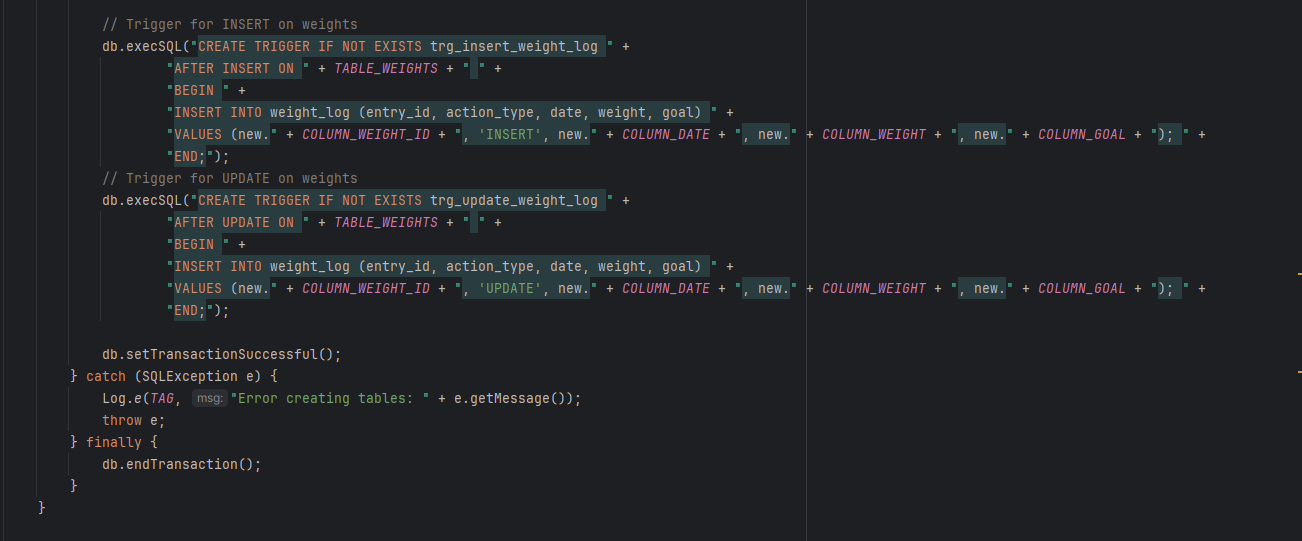 // Trigger for INSERT on weights
db.execSQL("CREATE TRIGGER IF NOT EXISTS trg_insert_weight_log " +
"AFTER INSERT ON " + TABLE_WEIGHTS + " " +
"BEGIN " +
"INSERT INTO weight_log (entry_id, action_type, date, weight, goal) " +
"VALUES (new." + COLUMN_WEIGHT_ID + ", 'INSERT', new." + COLUMN_DATE + ", new." + COLUMN_WEIGHT + ", new." + COLUMN_GOAL + "); " +
"END;");
// Trigger for UPDATE on weights
db.execSQL("CREATE TRIGGER IF NOT EXISTS trg_update_weight_log " +
"AFTER UPDATE ON " + TABLE_WEIGHTS + " " +
"BEGIN " +
"INSERT INTO weight_log (entry_id, action_type, date, weight, goal) " +
"VALUES (new." + COLUMN_WEIGHT_ID + ", 'UPDATE', new." + COLUMN_DATE + ", new." + COLUMN_WEIGHT + ", new." + COLUMN_GOAL + "); " +
"END;");
db.setTransactionSuccessful();
} catch (SQLException e) {
Log.e(TAG, msg: "Error creating tables: " + e.getMessage());
throw e;
} finally {
db.endTransaction();
}
}